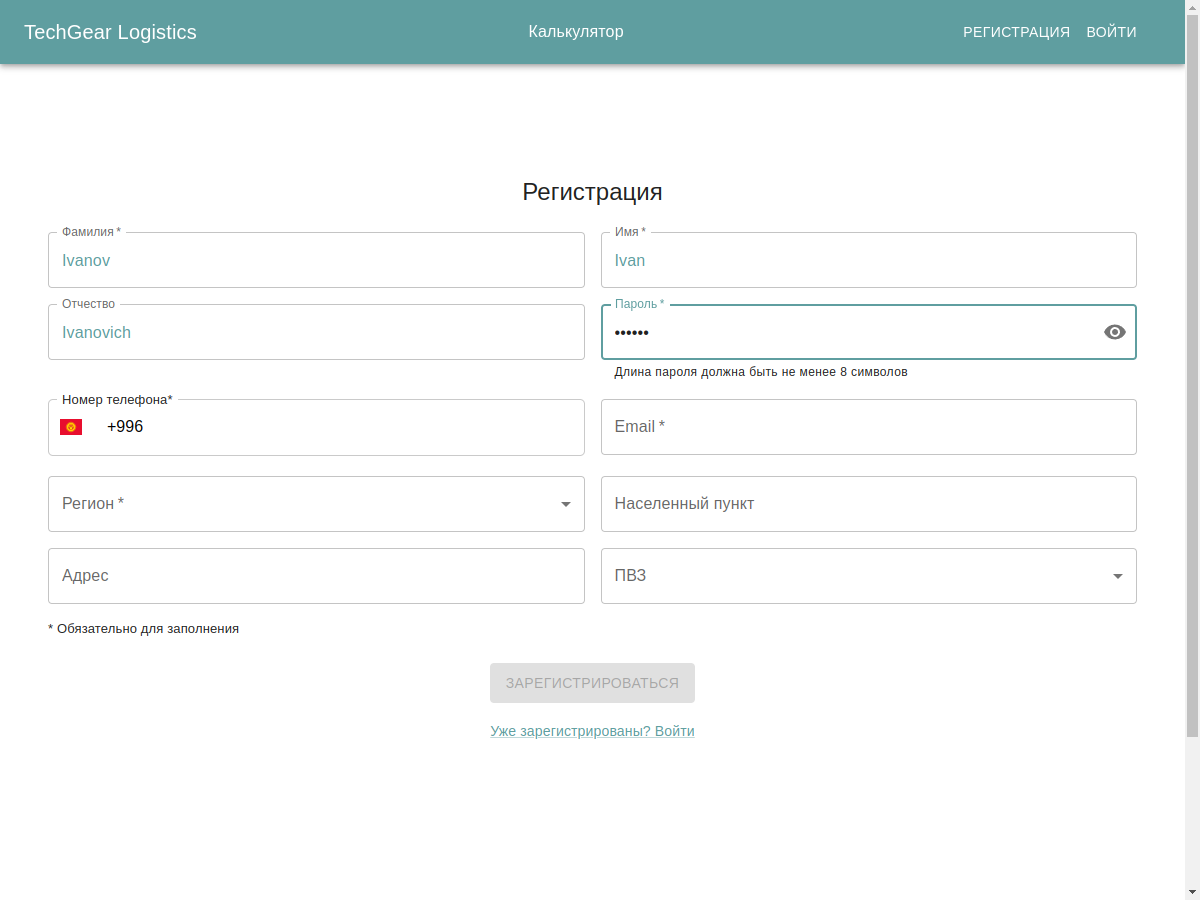 TechGear Logistics
Калькулятор
РЕГИСТРАЦИЯ ВОЙТИ
Регистрация
Фамилия *
Ivanov
Имя *
Ivan
Отчество
Ivanovich
Пароль *
••••••
Длина пароля должна быть не менее 8 символов
Номер телефона*
+996
Email *
Регион *
Населенный пункт
Адрес
ПВЗ
* Обязательно для заполнения
ЗАРЕГИСТРИРОВАТЬСЯ
Уже зарегистрированы? Войти